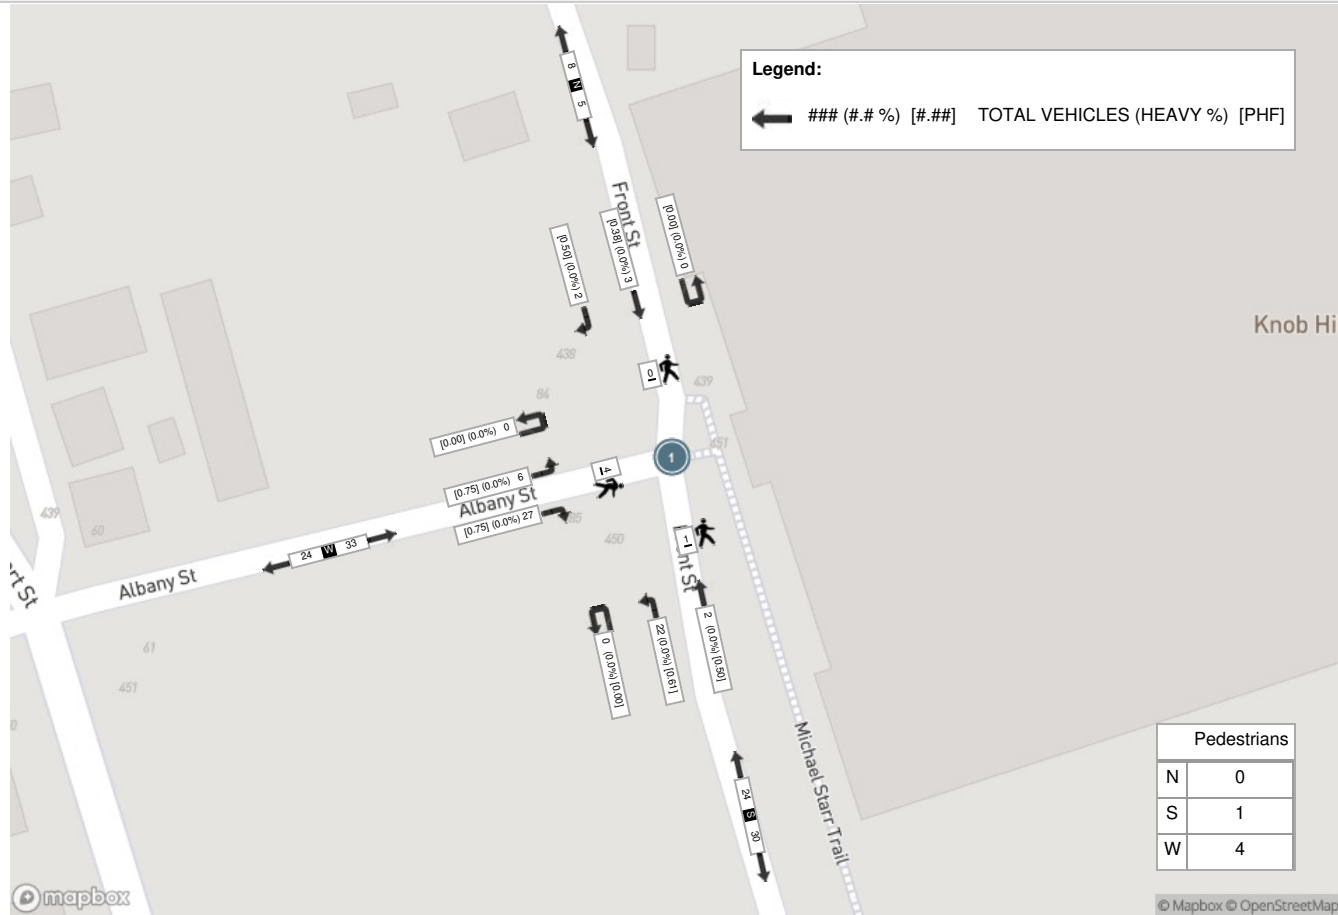 Legend:
### (#.# %) [#.##] TOTAL VEHICLES (HEAVY %) [PHF]
8 N 5
Front St
[0.50] (0.0%) 2
[0.38] (0.0%) 3
[0.00] (0.0%) 0
Knob Hi
438
0
439
84
[0.00] (0.0%) 0
451
1
4
[0.75] (0.0%) 6
Albany St
[0.75] (0.0%) 27
85
450
439
60
24 W 33
1
nt St
rt St
Albany St
0 (0.0%) [0.00]
22 (0.0%) [0.61]
2 (0.0%) [0.50]
61
451
Michael Starr Trail
24 S 30
Pedestrians
N 0
S 1
W 4
mapbox
© Mapbox © OpenStreetMap